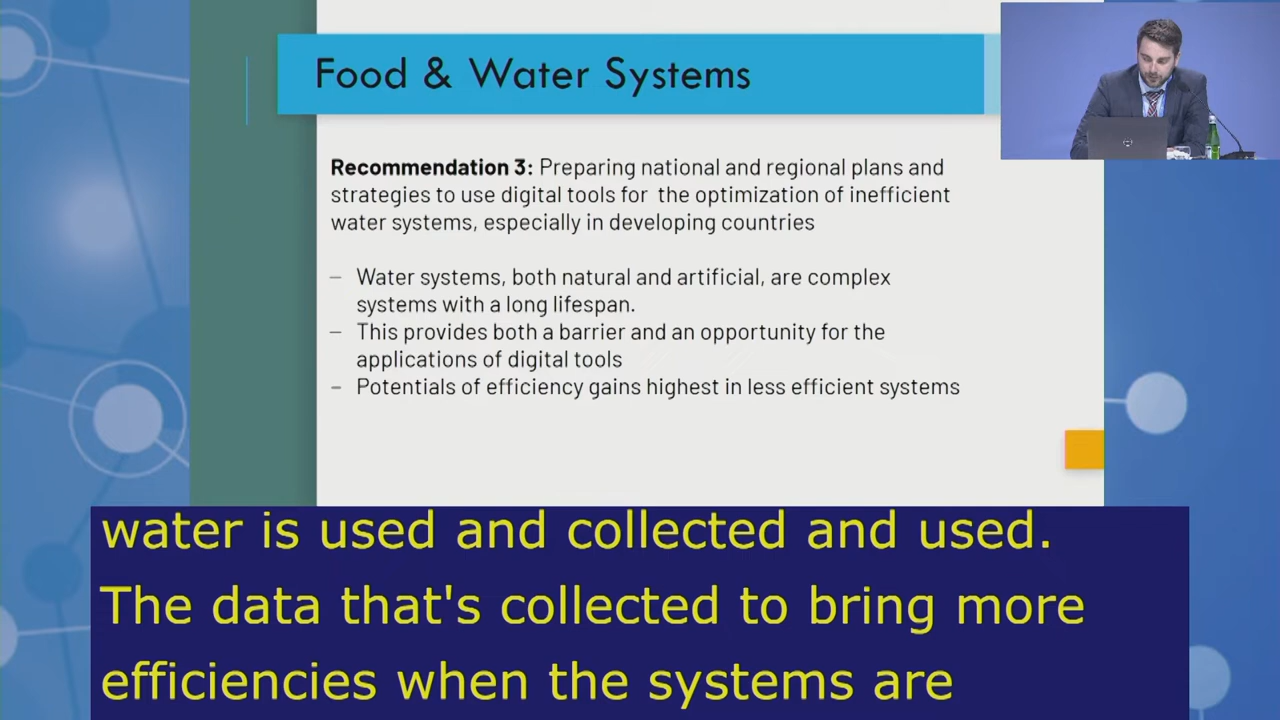 Food & Water Systems
Recommendation 3: Preparing national and regional plans and
strategies to use digital tools for the optimization of inefficient
water systems, especially in developing countries
– Water systems, both natural and artificial, are complex
systems with a long lifespan.
– This provides both a barrier and an opportunity for the
applications of digital tools
– Potentials of efficiency gains highest in less efficient systems
water is used and collected and used.
The data that's collected to bring more
efficiencies when the systems are